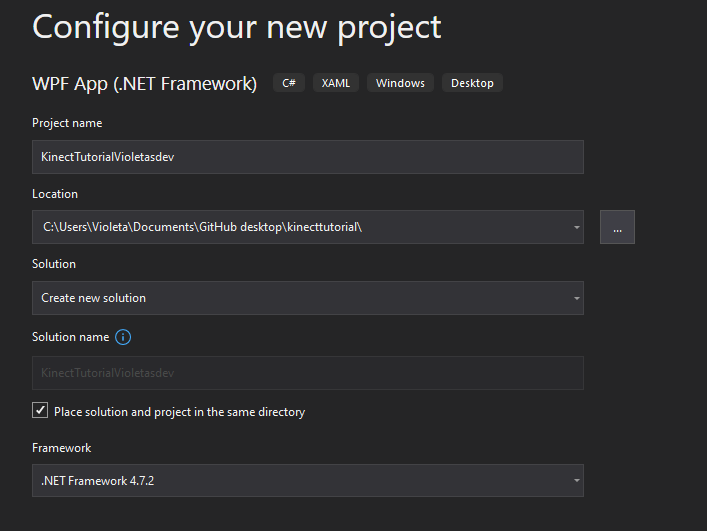 Configure your new project
WPF App (.NET Framework) C# XAML Windows Desktop
Project name
KinectTutorialVioletasdev
Location
C:\Users\Violeta\Documents\GitHub desktop\kinecttutorial\
...
Solution
Create new solution
Solution name
KinectTutorialVioletasdev
Place solution and project in the same directory
Framework
.NET Framework 4.7.2